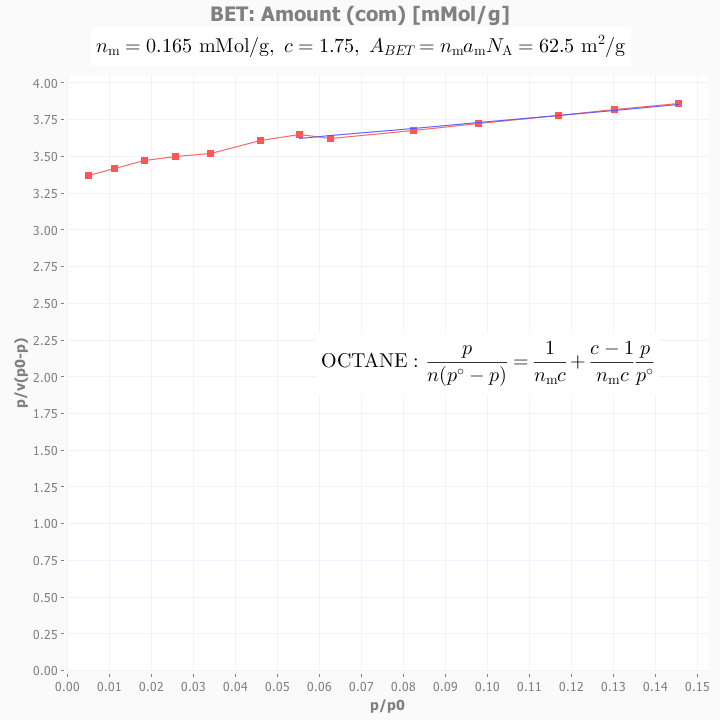 BET: Amount (com) [mMol/g]
n_m = 0.165 mMol/g, c = 1.75, A_BET = n_m a_m N_A = 62.5 m²/g
4.00
3.75
3.50
3.25
3.00
2.75
2.50
2.25
2.00
1.75
1.50
1.25
1.00
0.75
0.50
0.25
0.00
p/v(p0-p)
OCTANE : p / n(p° − p) = 1 / n_m c + c − 1 / n_m c p / p°
0.00 0.01 0.02 0.03 0.04 0.05 0.06 0.07 0.08 0.09 0.10 0.11 0.12 0.13 0.14 0.15
p/p0